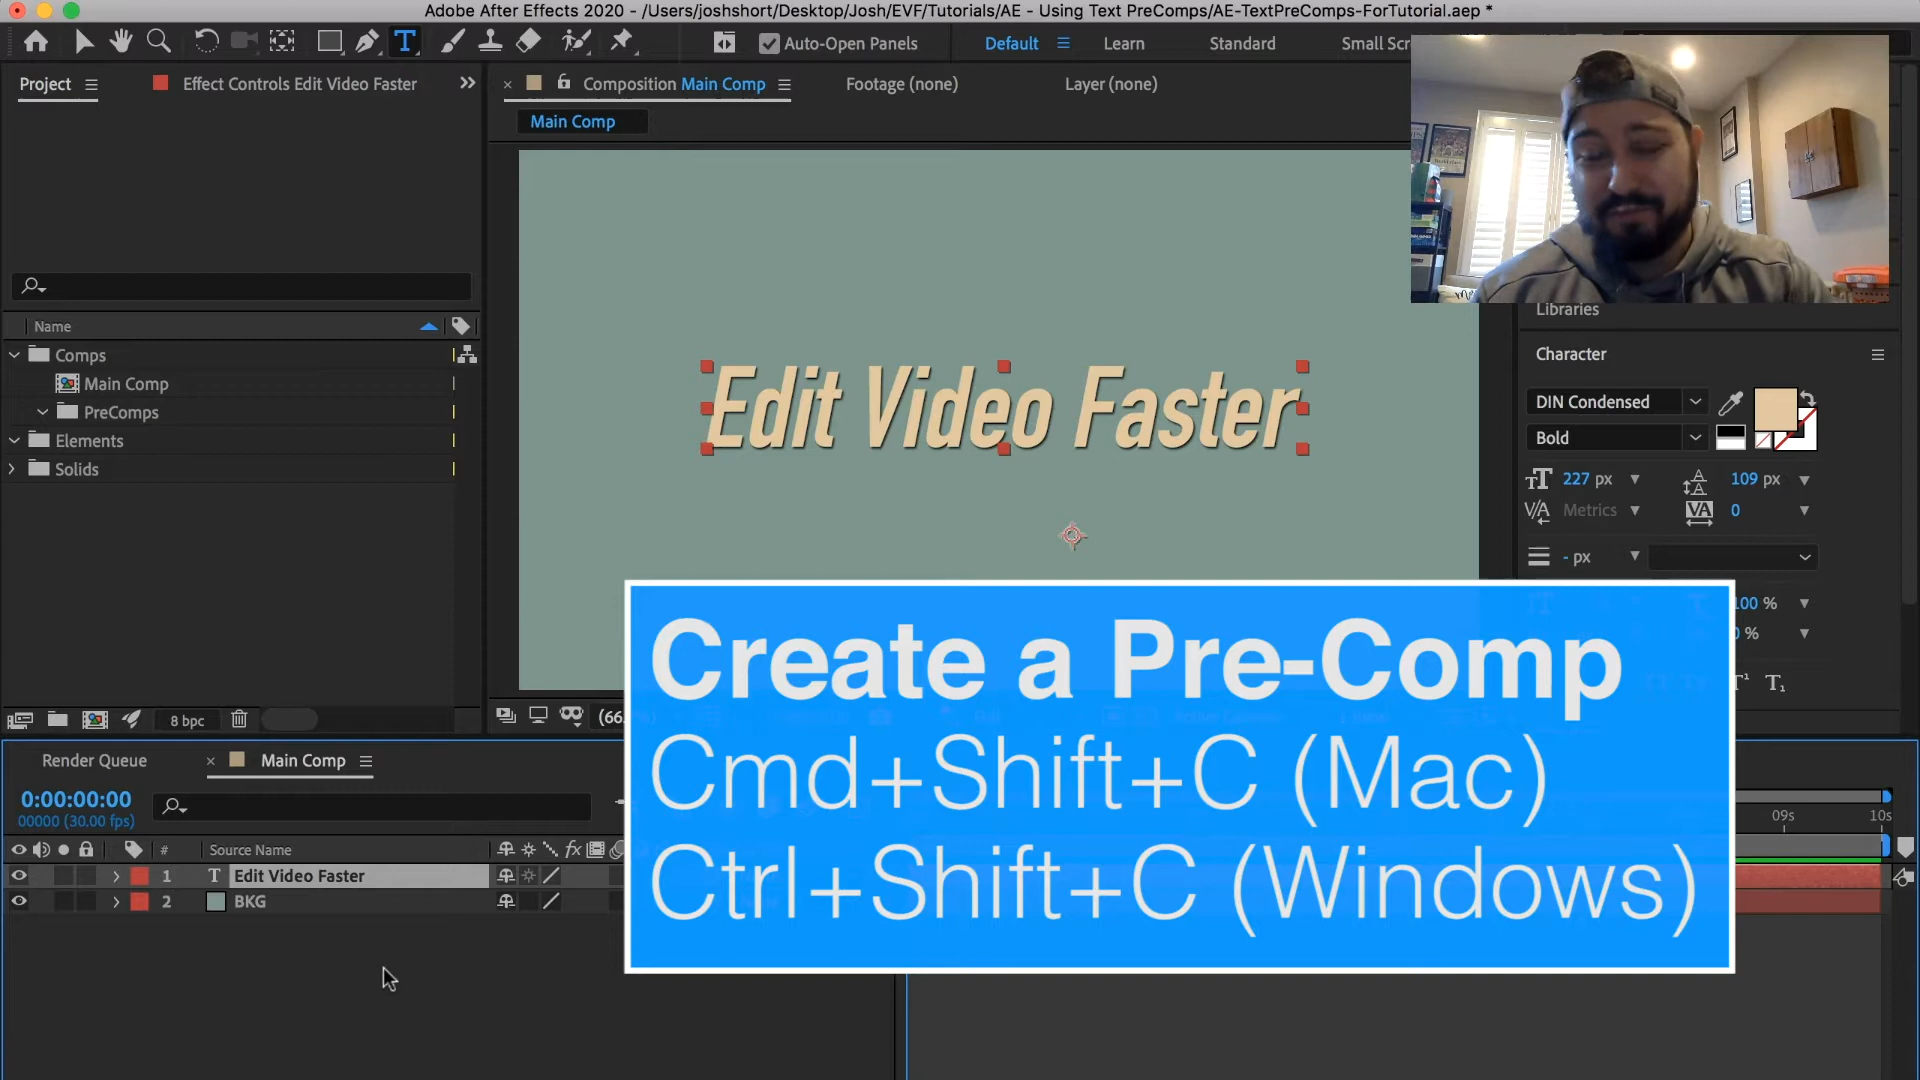 Adobe After Effects 2020 - /Users/joshshort/Desktop/Josh/EVF/Tutorials/AE - Using Text PreComps/AE-TextPreComps-ForTutorial.aep *
T Auto-Open Panels Default Learn Standard Small Scr
Project Effect Controls Edit Video Faster Composition Main Comp Footage (none) Layer (none)
Main Comp
Libraries
Name
Character
Comps
Main Comp
PreComps
Elements
Solids
Edit Video Faster
DIN Condensed
Bold
227 px 109 px
Metrics 0
- px
100 %
%
8 bpc (66.
Create a Pre-Comp
Cmd+Shift+C (Mac)
Ctrl+Shift+C (Windows)
Render Queue Main Comp
0:00:00:00
00000 (30.00 fps)
09s 10s
# Source Name fx
1 T Edit Video Faster
2 BKG